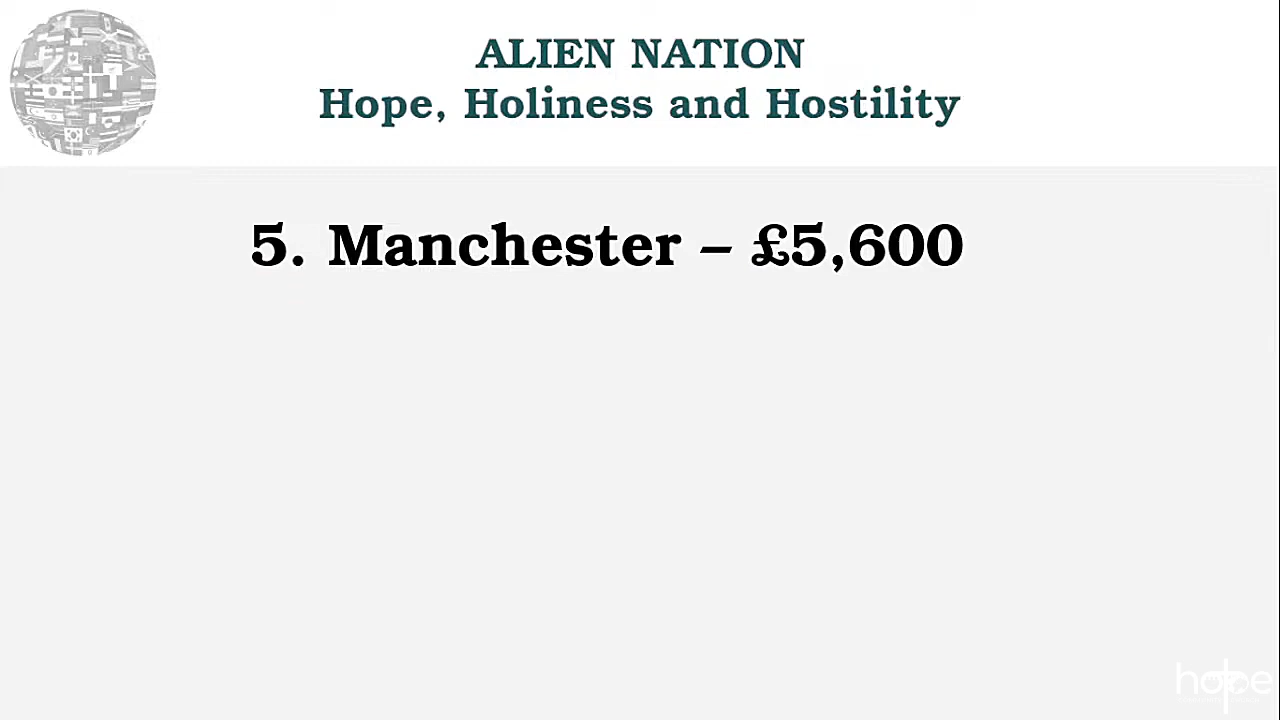 ALIEN NATION
Hope, Holiness and Hostility
5. Manchester – £5,600
hope